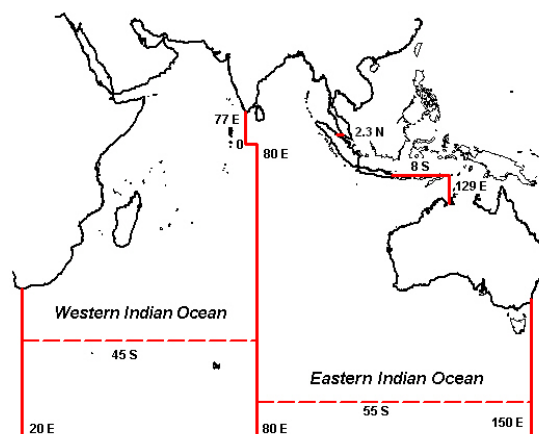 77 E
2.3 N
0
80 E
8 S
129 E
Western Indian Ocean
45 S
Eastern Indian Ocean
55 S
20 E
80 E
150 E